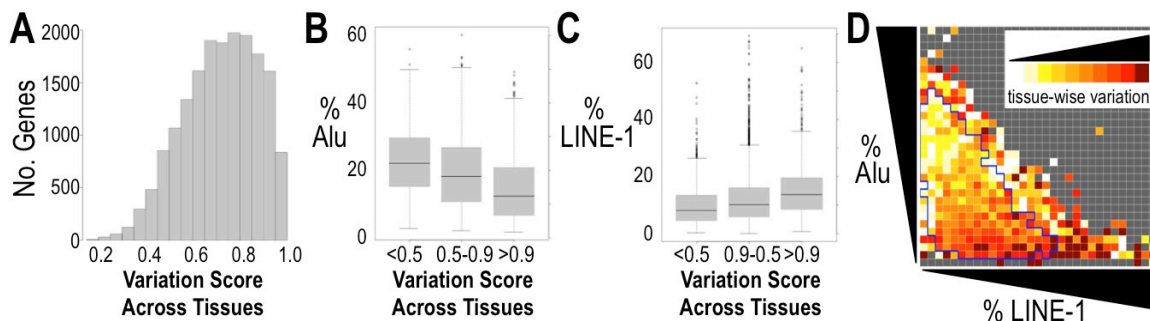 A
No. Genes
2000
1500
1000
500
0
0.2 0.4 0.6 0.8 1.0
Variation Score
Across Tissues
B
%
Alu
60
40
20
0
<0.5 0.5-0.9 >0.9
Variation Score
Across Tissues
C
%
LINE-1
60
40
20
0
<0.5 0.9-0.5 >0.9
Variation Score
Across Tissues
D
%
Alu
tissue-wise variation
% LINE-1